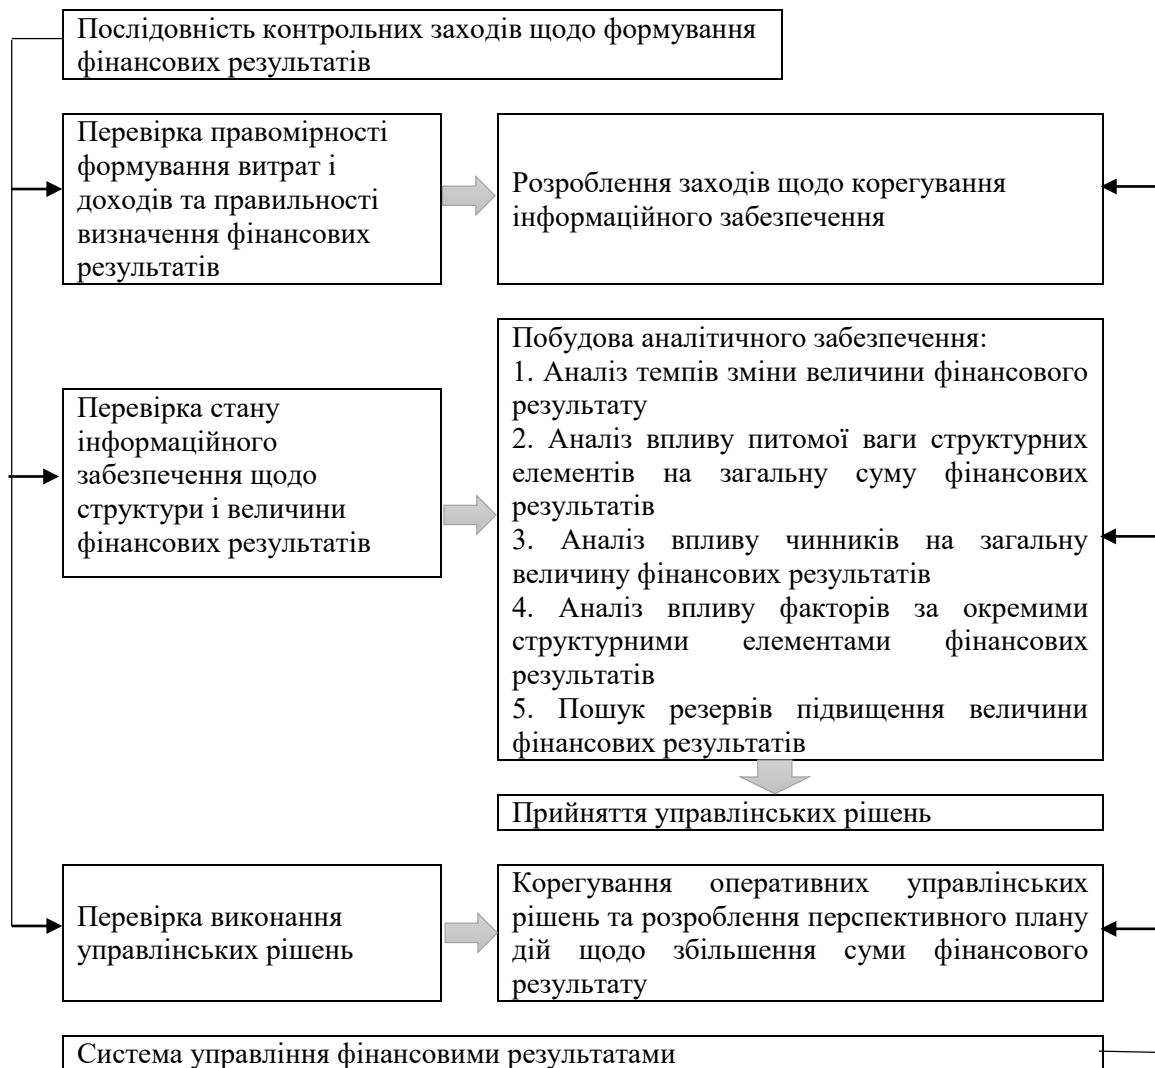 Послідовність контрольних заходів щодо формування
фінансових результатів
Перевірка правомірності
формування витрат і
доходів та правильності
визначення фінансових
результатів
Розроблення заходів щодо корегування
інформаційного забезпечення
Перевірка стану
інформаційного
забезпечення щодо
структури і величини
фінансових результатів
Побудова аналітичного забезпечення:
1. Аналіз темпів зміни величини фінансового
результату
2. Аналіз впливу питомої ваги структурних
елементів на загальну суму фінансових
результатів
3. Аналіз впливу чинників на загальну
величину фінансових результатів
4. Аналіз впливу факторів за окремими
структурними елементами фінансових
результатів
5. Пошук резервів підвищення величини
фінансових результатів
Прийняття управлінських рішень
Перевірка виконання
управлінських рішень
Корегування оперативних управлінських
рішень та розроблення перспективного плану
дій щодо збільшення суми фінансового
результату
Система управління фінансовими результатами